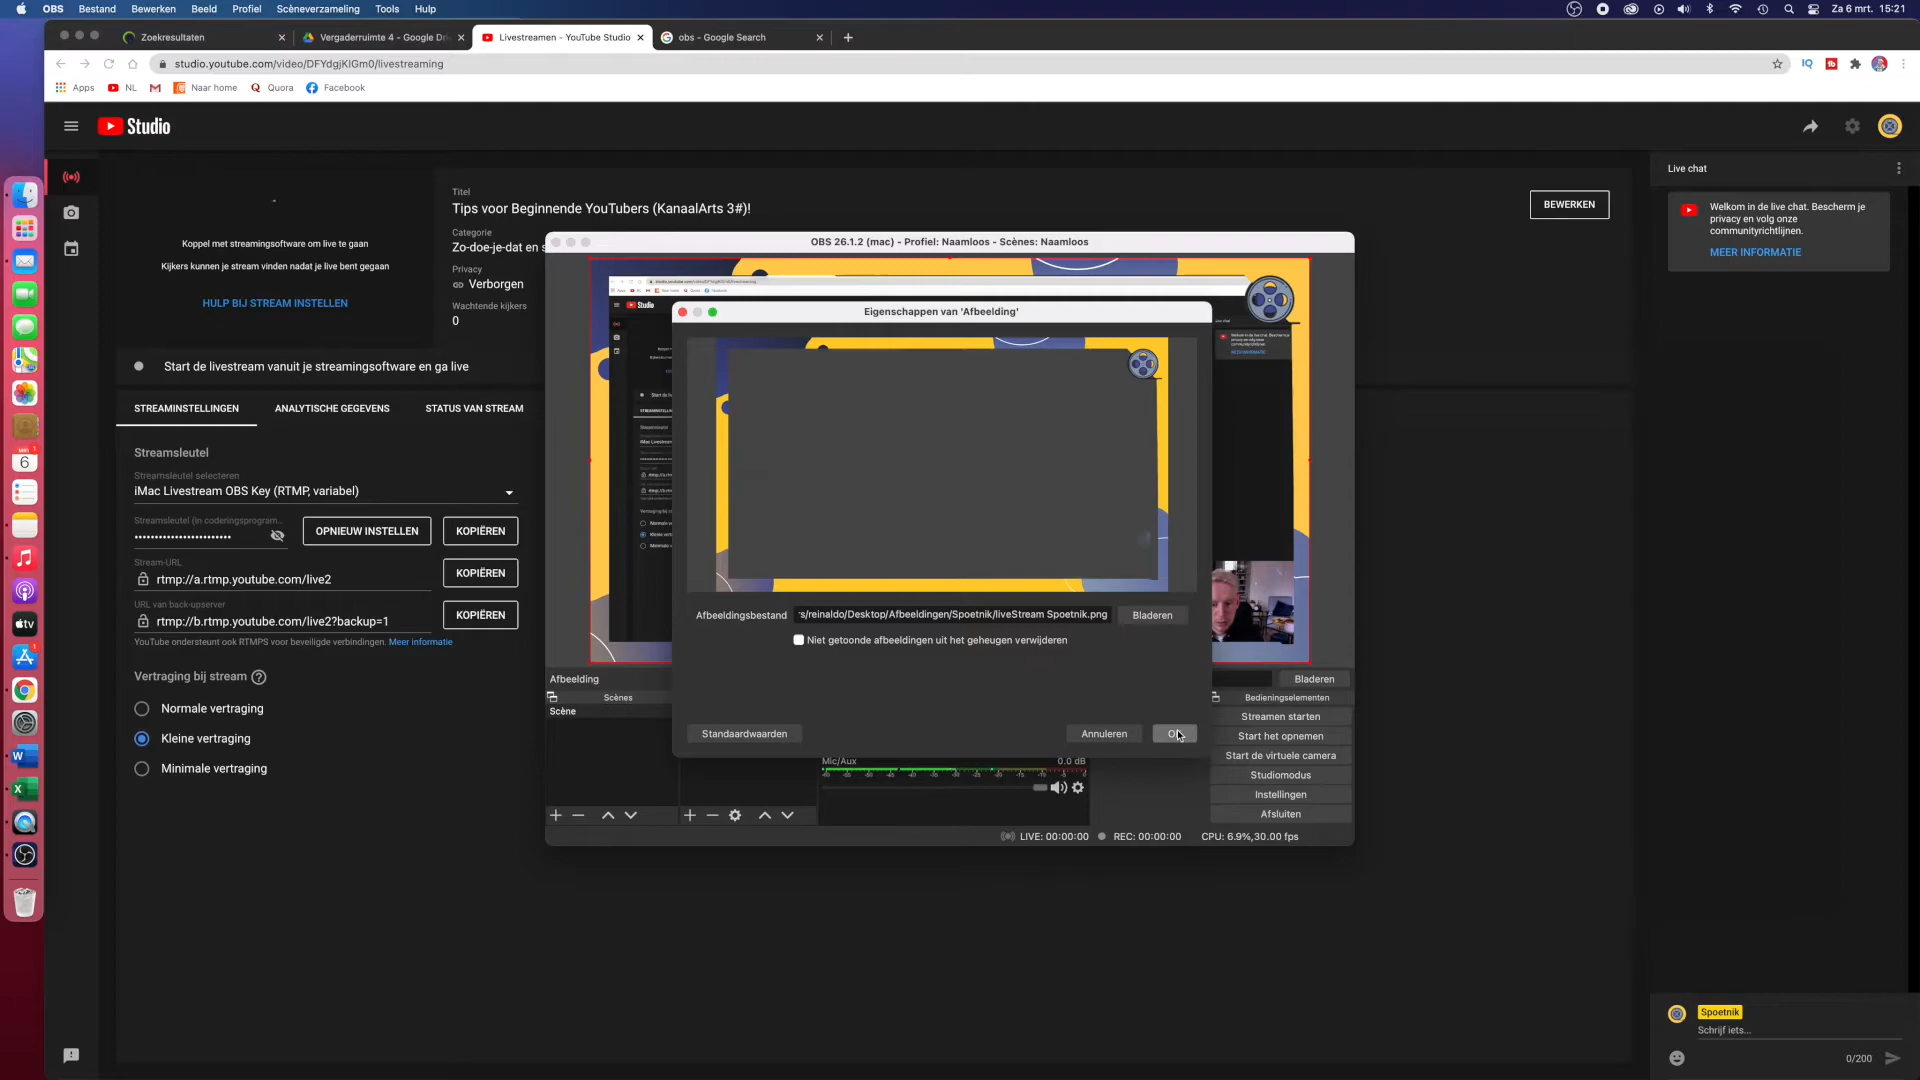 OBS Bestand Bewerken Beeld Profiel Scèneverzameling Tools Help Za 6 mrt. 15:21
Zoekresultaten Vergaderruimte 4 - Google Dri Livestreamen - YouTube Studio obs - Google Search
studio.youtube.com/video/DFYdgjKlGm0/livestreaming
Apps NL Naar home Quora Facebook
Studio
Live chat
Welkom in de live chat. Bescherm je
privacy en volg onze
communityrichtlijnen.
MEER INFORMATIE
Koppel met streamingsoftware om live te gaan
Kijkers kunnen je stream vinden nadat je live bent gegaan
HULP BIJ STREAM INSTELLEN
Titel
Tips voor Beginnende YouTubers (KanaalArts 3#)!
BEWERKEN
Categorie
Zo-doe-je-dat en s
Privacy
Verborgen
Wachtende kijkers
0
Start de livestream vanuit je streamingsoftware en ga live
STREAMINSTELLINGEN ANALYTISCHE GEGEVENS STATUS VAN STREAM
Streamsleutel
Streamsleutel selecteren
iMac Livestream OBS Key (RTMP, variabel)
Streamsleutel (in coderingsprogram...
OPNIEUW INSTELLEN KOPIËREN
Stream-URL
rtmp://a.rtmp.youtube.com/live2
KOPIËREN
URL van back-upserver
rtmp://b.rtmp.youtube.com/live2?backup=1
KOPIËREN
YouTube ondersteunt ook RTMPS voor beveiligde verbindingen. Meer informatie
Vertraging bij stream
Normale vertraging
Kleine vertraging
Minimale vertraging
OBS 26.1.2 (mac) - Profiel: Naamloos - Scènes: Naamloos
Studio
Eigenschappen van 'Afbeelding'
Afbeeldingsbestand s/reinaldo/Desktop/Afbeeldingen/Spoetnik/liveStream Spoetnik.png Bladeren
Niet getoonde afbeeldingen uit het geheugen verwijderen
Standaardwaarden Annuleren
Afbeelding Bladeren
Scènes Bedieningselementen
Scène
Streamen starten
Start het opnemen
Start de virtuele camera
Studiomodus
Instellingen
Afsluiten
Mic/Aux 0.0 dB
LIVE: 00:00:00 REC: 00:00:00 CPU: 6.9%,30.00 fps
6
tv
Spoetnik
Schrijf iets...
0/200